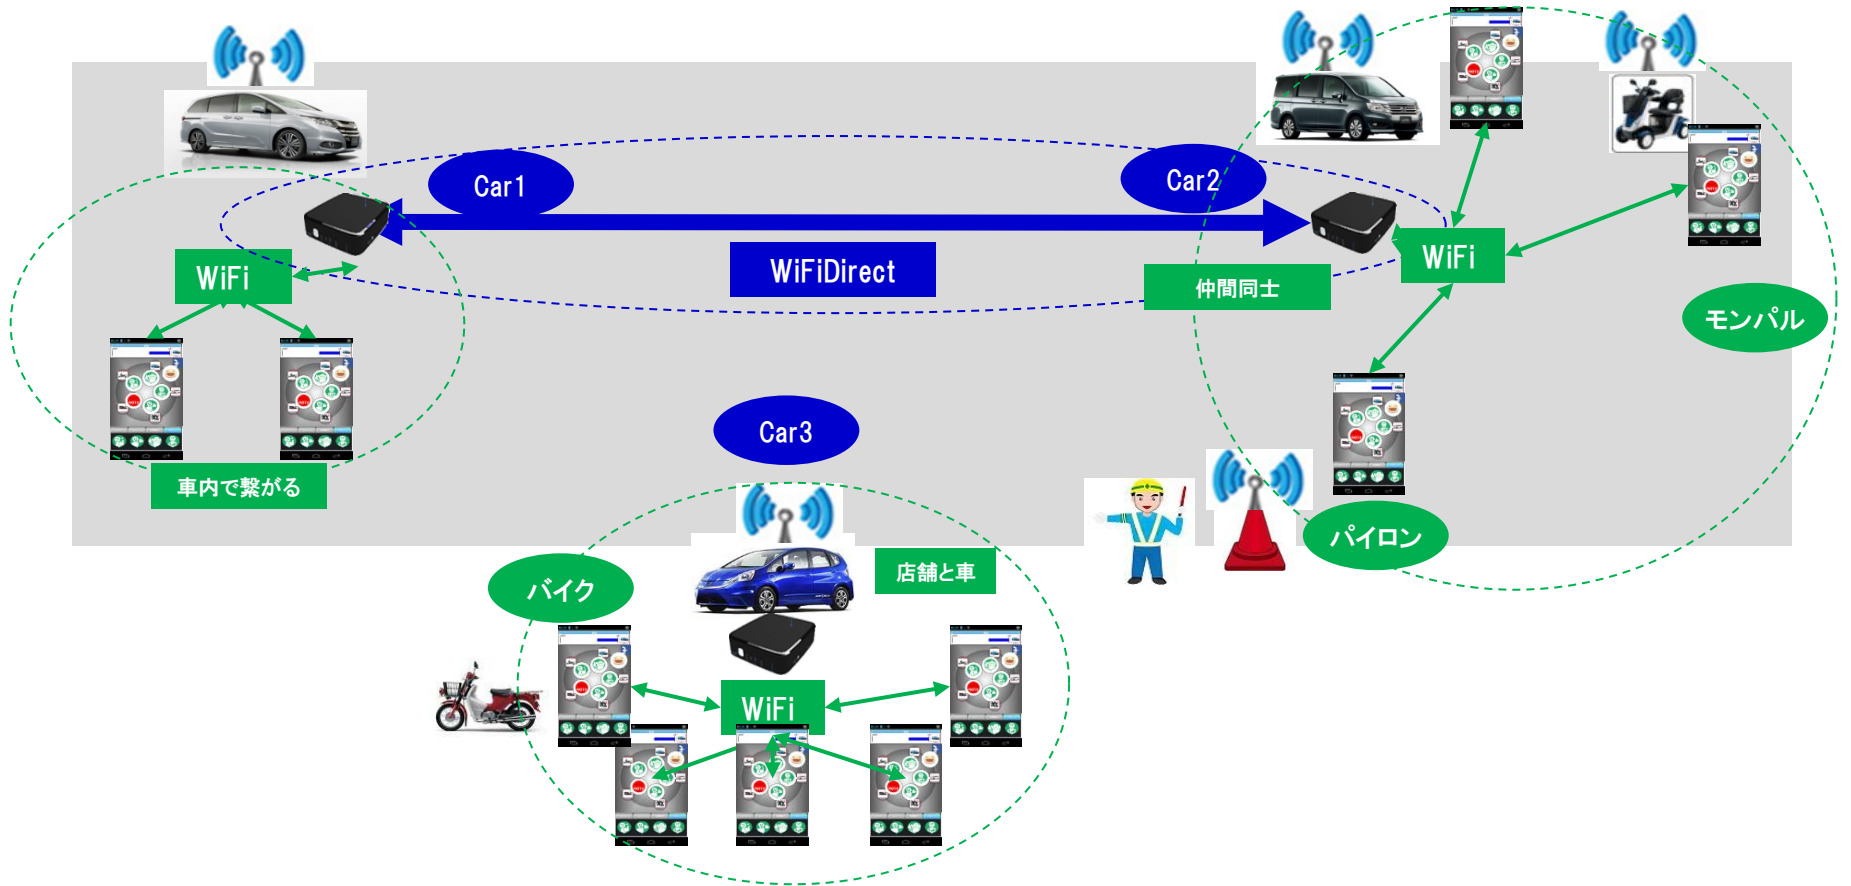 Car1
Car2
WiFi
WiFiDirect
仲間同士
WiFi
モンパル
車内で繋がる
Car3
パイロン
バイク
店舗と車
WiFi